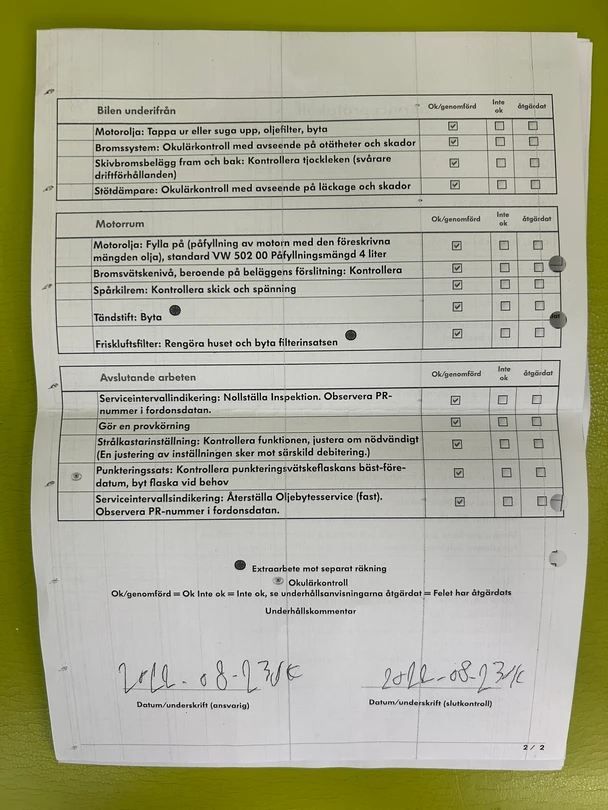 Bilen underifrån Ok/genomförd Inte ok åtgärdat
Motorolja: Tappa ur eller suga upp, oljefilter, byta
Bromssystem: Okulärkontroll med avseende på otätheter och skador
Skivbromsbelägg fram och bak: Kontrollera tjockleken (svårare
driftförhållanden)
Stötdämpare: Okulärkontroll med avseende på läckage och skador
Motorrum Ok/genomförd Inte ok åtgärdat
Motorolja: Fylla på (påfyllning av motorn med den föreskrivna
mängden olja), standard VW 502 00 Påfyllningsmängd 4 liter
Bromsvätskenivå, beroende på beläggens förslitning: Kontrollera
Spårkilrem: Kontrollera skick och spänning
Tändstift: Byta
Friskluftsfilter: Rengöra huset och byta filterinsatsen
Avslutande arbeten Ok/genomförd Inte ok åtgärdat
Serviceintervallindikering: Nollställa Inspektion. Observera PR-
nummer i fordonsdatan.
Gör en provkörning
Strålkastarinställning: Kontrollera funktionen, justera om nödvändigt
(En justering av inställningen sker mot särskild debitering.)
Punkteringssats: Kontrollera punkteringsvätskeflaskans bäst-före-
datum, byt flaska vid behov
Serviceintervallsindikering: Återställa Oljebytesservice (fast).
Observera PR-nummer i fordonsdatan.
Extraarbete mot separat räkning
Okulärkontroll
Ok/genomförd = Ok Inte ok = Inte ok, se underhållsanvisningarna åtgärdat = Felet har åtgärdats
Underhållskommentar
2022-08-23 2022-08-23
Datum/underskrift (ansvarig) Datum/underskrift (slutkontroll)
2 / 2